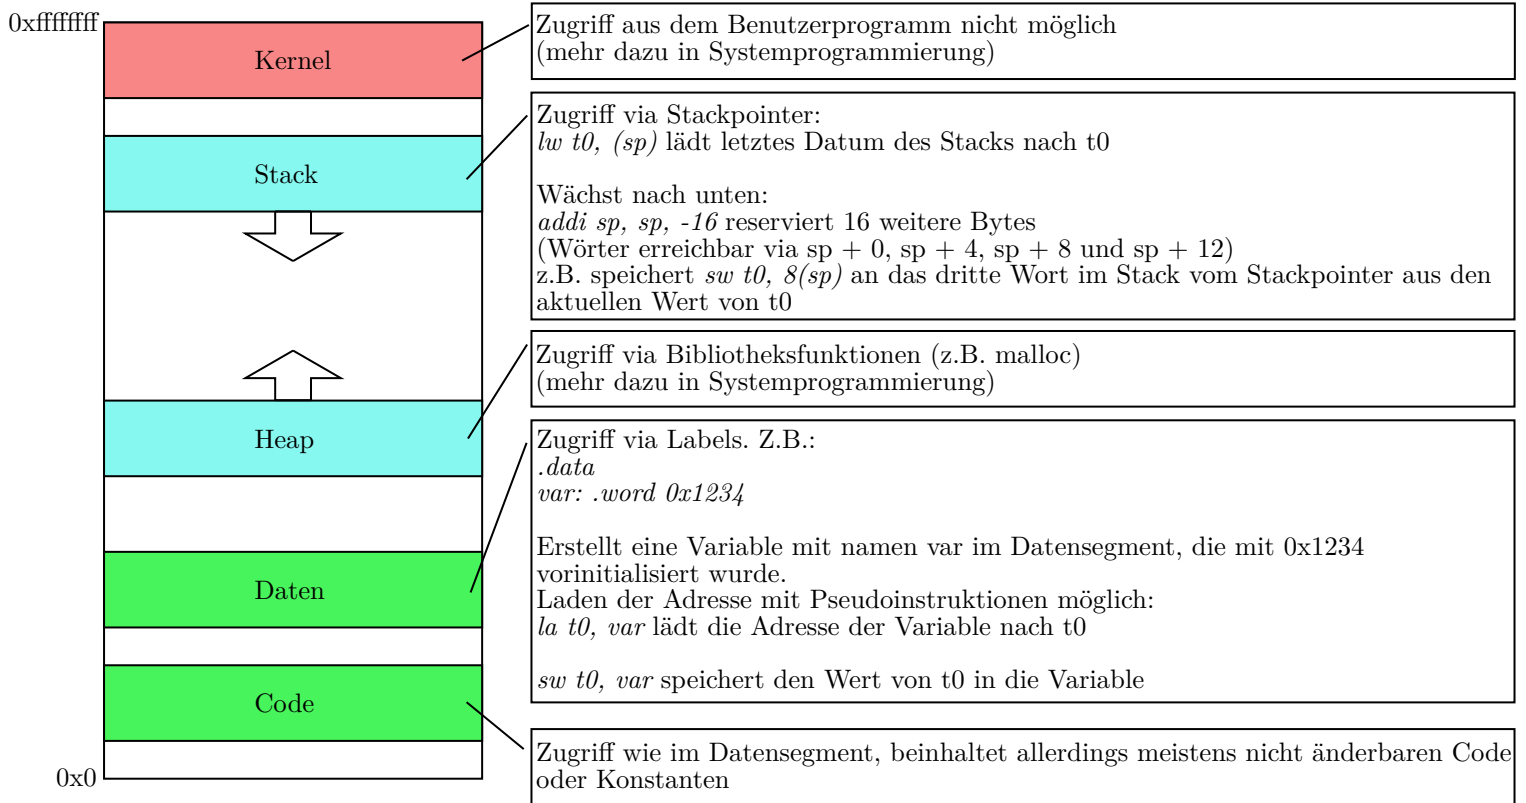 0xfffffff
Kernel
Zugriff aus dem Benutzerprogramm nicht möglich
(mehr dazu in Systemprogrammierung)
Stack
Zugriff via Stackpointer:
lw t0, (sp) lädt letztes Datum des Stacks nach t0
Wächst nach unten:
addi sp, sp, -16 reserviert 16 weitere Bytes
(Wörter erreichbar via sp + 0, sp + 4, sp + 8 und sp + 12)
z.B. speichert sw t0, 8(sp) an das dritte Wort im Stack vom Stackpointer aus den
aktuellen Wert von t0
Heap
Zugriff via Bibliotheksfunktionen (z.B. malloc)
(mehr dazu in Systemprogrammierung)
Daten
Zugriff via Labels. Z.B.:
.data
var: .word 0x1234
Erstellt eine Variable mit namen var im Datensegment, die mit 0x1234
vorinitialisiert wurde.
Laden der Adresse mit Pseudoinstruktionen möglich:
la t0, var lädt die Adresse der Variable nach t0
sw t0, var speichert den Wert von t0 in die Variable
Code
Zugriff wie im Datensegment, beinhaltet allerdings meistens nicht änderbaren Code
oder Konstanten
0x0